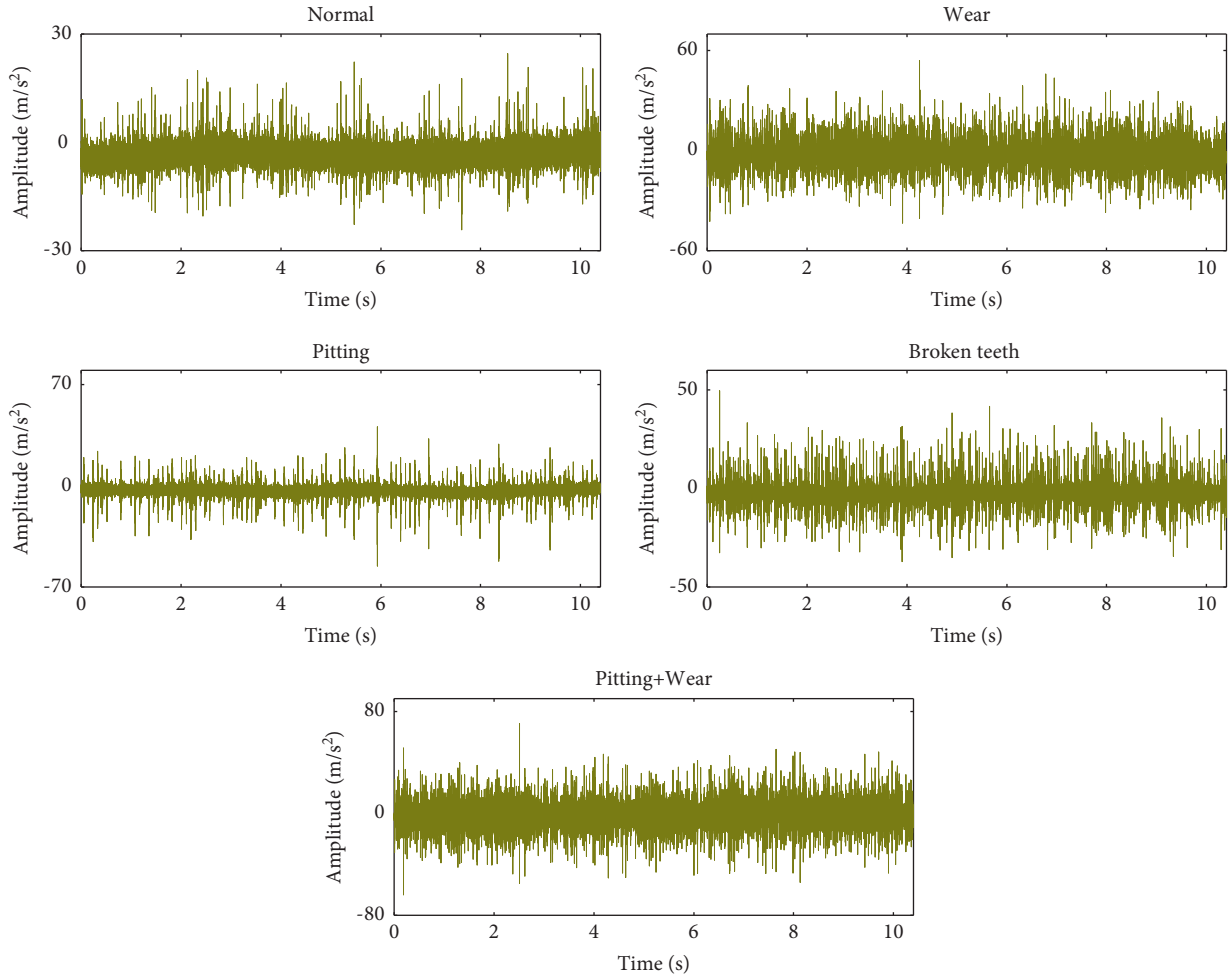 Normal
Amplitude (m/s²)
30
0
-30
0 2 4 6 8 10
Time (s)
Wear
Amplitude (m/s²)
60
0
-60
0 2 4 6 8 10
Time (s)
Pitting
Amplitude (m/s²)
70
0
-70
0 2 4 6 8 10
Time (s)
Broken teeth
Amplitude (m/s²)
50
0
-50
0 2 4 6 8 10
Time (s)
Pitting+Wear
Amplitude (m/s²)
80
0
-80
0 2 4 6 8 10
Time (s)